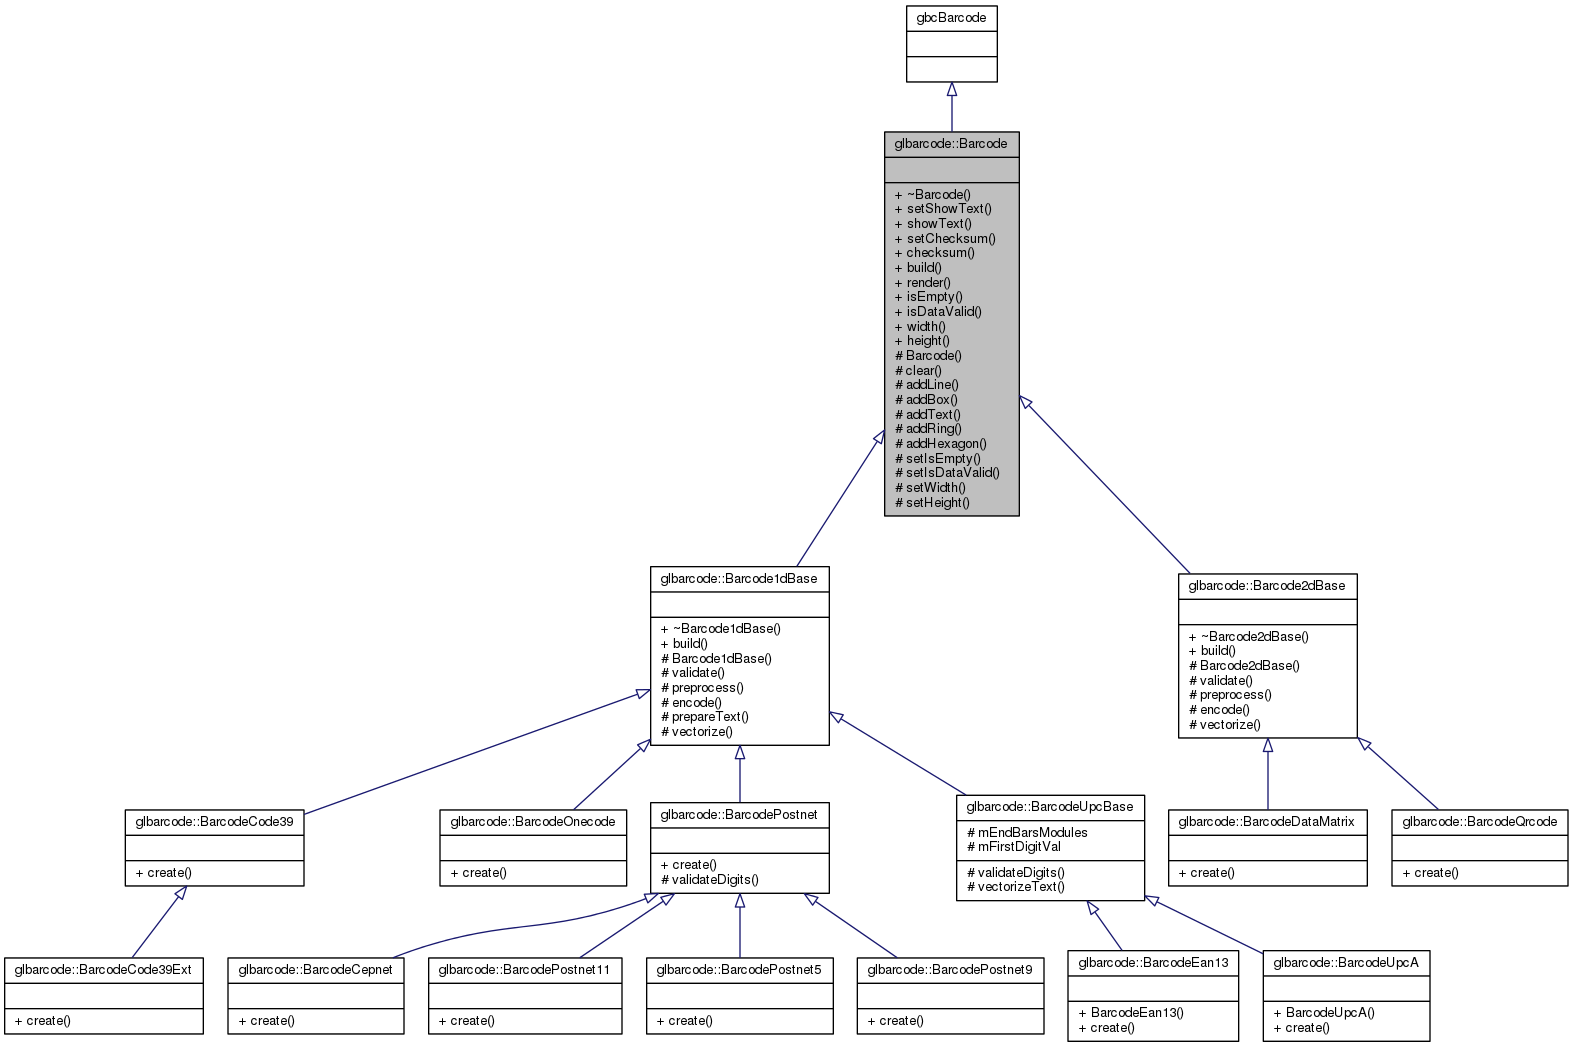 gbcBarcode
glbarcode::Barcode
+ ~Barcode()
+ setShowText()
+ showText()
+ setChecksum()
+ checksum()
+ build()
+ render()
+ isEmpty()
+ isDataValid()
+ width()
+ height()
# Barcode()
# clear()
# addLine()
# addBox()
# addText()
# addRing()
# addHexagon()
# setIsEmpty()
# setIsDataValid()
# setWidth()
# setHeight()
glbarcode::Barcode1dBase
+ ~Barcode1dBase()
+ build()
# Barcode1dBase()
# validate()
# preprocess()
# encode()
# prepareText()
# vectorize()
glbarcode::Barcode2dBase
+ ~Barcode2dBase()
+ build()
# Barcode2dBase()
# validate()
# preprocess()
# encode()
# vectorize()
glbarcode::BarcodeCode39
+ create()
glbarcode::BarcodeOnecode
+ create()
glbarcode::BarcodePostnet
+ create()
# validateDigits()
glbarcode::BarcodeUpcBase
# mEndBarsModules
# mFirstDigitVal
# validateDigits()
# vectorizeText()
glbarcode::BarcodeDataMatrix
+ create()
glbarcode::BarcodeQrcode
+ create()
glbarcode::BarcodeCode39Ext
+ create()
glbarcode::BarcodeCepnet
+ create()
glbarcode::BarcodePostnet11
+ create()
glbarcode::BarcodePostnet5
+ create()
glbarcode::BarcodePostnet9
+ create()
glbarcode::BarcodeEan13
+ BarcodeEan13()
+ create()
glbarcode::BarcodeUpcA
+ BarcodeUpcA()
+ create()